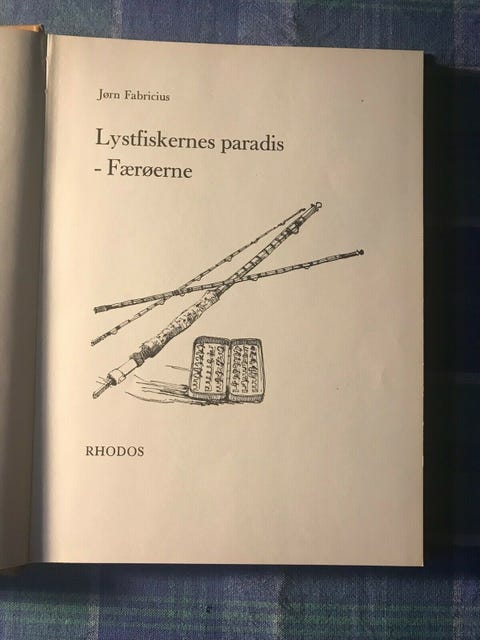 Jørn Fabricius
Lystfiskernes paradis
- Færøerne
RHODOS